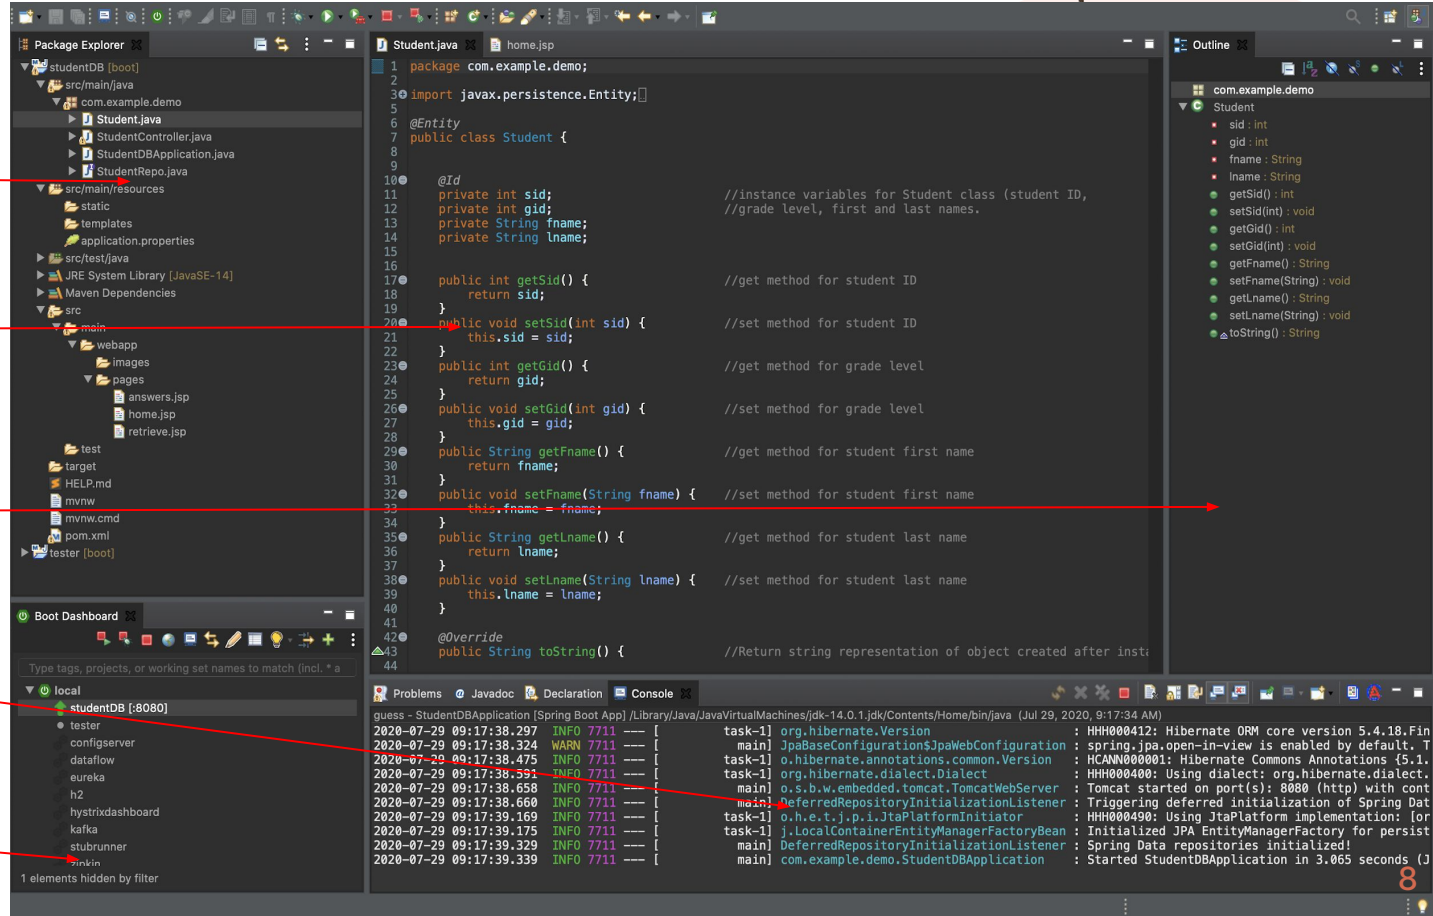 Package Explorer
studentDB [boot]
src/main/java
com.example.demo
Student.java
StudentController.java
StudentDBApplication.java
StudentRepo.java
src/main/resources
static
templates
application.properties
src/test/java
JRE System Library [JavaSE-14]
Maven Dependencies
src
main
webapp
images
pages
answers.jsp
home.jsp
retrieve.jsp
test
target
HELP.md
mvnw
mvnw.cmd
pom.xml
tester [boot]
Boot Dashboard
Type tags, projects, or working set names to match (incl. * a
local
studentDB [:8080]
tester
configserver
dataflow
eureka
h2
hystrixdashboard
kafka
stubrunner
zipkin
1 elements hidden by filter
Student.java home.jsp
1 package com.example.demo;
2
3 import javax.persistence.Entity;
5
6 @Entity
7 public class Student {
8
9
10 @Id
11 private int sid; //instance variables for Student class (student ID,
12 private int gid; //grade level, first and last names.
13 private String fname;
14 private String lname;
15
16
17 public int getSid() { //get method for student ID
18 return sid;
19 }
20 public void setSid(int sid) { //set method for student ID
21 this.sid = sid;
22 }
23 public int getGid() { //get method for grade level
24 return gid;
25 }
26 public void setGid(int gid) { //set method for grade level
27 this.gid = gid;
28 }
29 public String getFname() { //get method for student first name
30 return fname;
31 }
32 public void setFname(String fname) { //set method for student first name
33 this.fname = fname;
34 }
35 public String getLname() { //get method for student last name
36 return lname;
37 }
38 public void setLname(String lname) { //set method for student last name
39 this.lname = lname;
40 }
41
42 @Override
43 public String toString() { //Return string representation of object created after insta
44
Outline
com.example.demo
Student
sid : int
gid : int
fname : String
lname : String
getSid() : int
setSid(int) : void
getGid() : int
setGid(int) : void
getFname() : String
setFname(String) : void
getLname() : String
setLname(String) : void
toString() : String
Problems Javadoc Declaration Console
guess - StudentDBApplication [Spring Boot App] /Library/Java/JavaVirtualMachines/jdk-14.0.1.jdk/Contents/Home/bin/java (Jul 29, 2020, 9:17:34 AM)
2020-07-29 09:17:38.297 INFO 7711 --- [ task-1] org.hibernate.Version : HHH000412: Hibernate ORM core version 5.4.18.Fin
2020-07-29 09:17:38.324 WARN 7711 --- [ main] JpaBaseConfiguration$JpaWebConfiguration : spring.jpa.open-in-view is enabled by default. T
2020-07-29 09:17:38.475 INFO 7711 --- [ task-1] o.hibernate.annotations.common.Version : HCANN000001: Hibernate Commons Annotations {5.1.
2020-07-29 09:17:38.591 INFO 7711 --- [ task-1] org.hibernate.dialect.Dialect : HHH000400: Using dialect: org.hibernate.dialect.
2020-07-29 09:17:38.658 INFO 7711 --- [ main] o.s.b.w.embedded.tomcat.TomcatWebServer : Tomcat started on port(s): 8080 (http) with cont
2020-07-29 09:17:38.660 INFO 7711 --- [ main] DeferredRepositoryInitializationListener : Triggering deferred initialization of Spring Dat
2020-07-29 09:17:39.169 INFO 7711 --- [ task-1] o.h.e.t.j.p.i.JtaPlatformInitiator : HHH000490: Using JtaPlatform implementation: [or
2020-07-29 09:17:39.175 INFO 7711 --- [ task-1] j.LocalContainerEntityManagerFactoryBean : Initialized JPA EntityManagerFactory for persist
2020-07-29 09:17:39.329 INFO 7711 --- [ main] DeferredRepositoryInitializationListener : Spring Data repositories initialized!
2020-07-29 09:17:39.339 INFO 7711 --- [ main] com.example.demo.StudentDBApplication : Started StudentDBApplication in 3.065 seconds (J
8